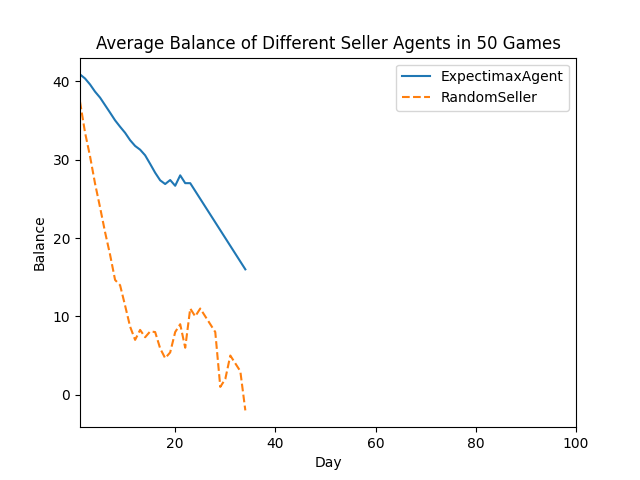 Average Balance of Different Seller Agents in 50 Games
ExpectimaxAgent
RandomSeller
40
30
20
10
0
Balance
20 40 60 80 100
Day